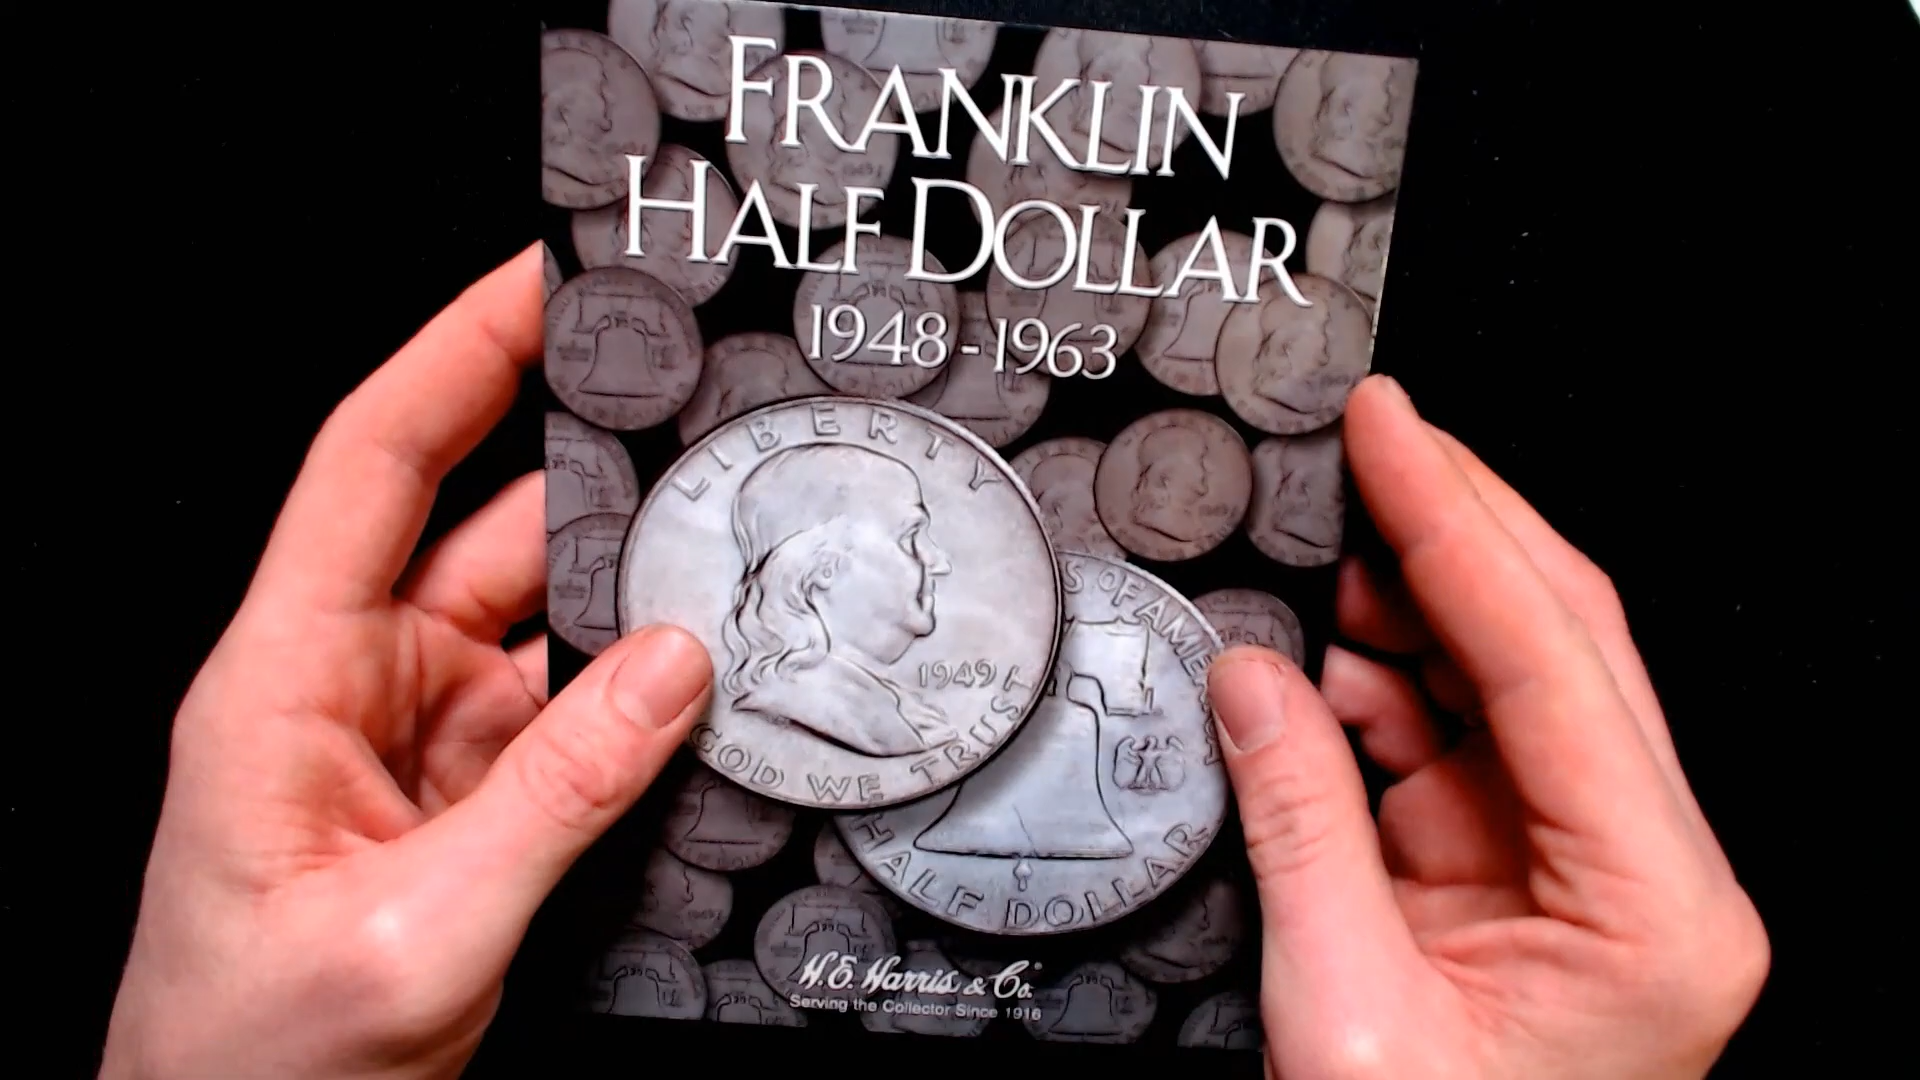 FRANKLIN
HALF DOLLAR
1948-1963
LIBERTY
1949
GOD WE TRUST
S OF AMER
HALF DOLLAR
H.E. Harris & Co.
Serving the Collector Since 1916